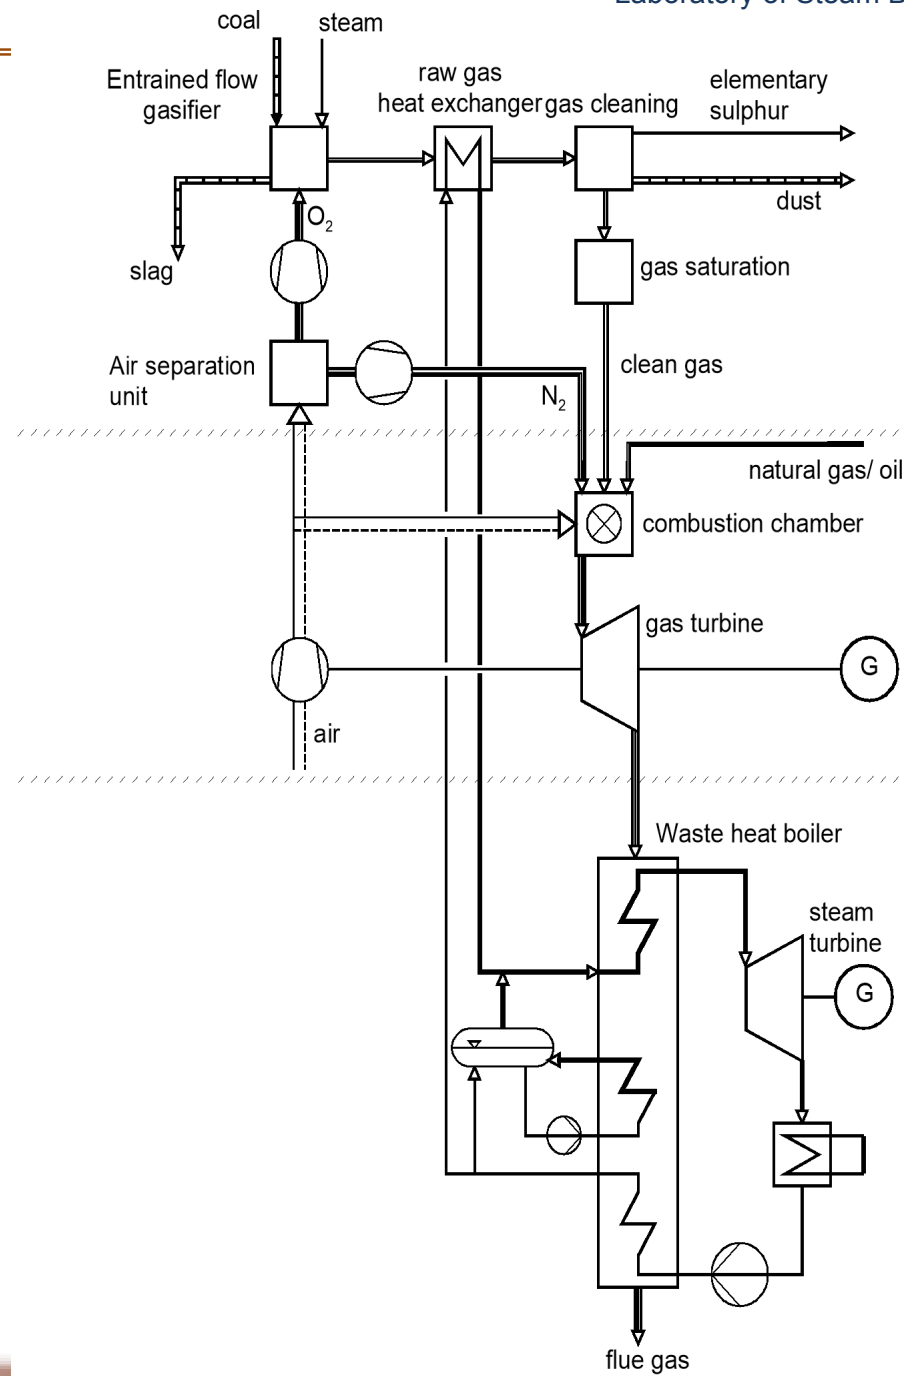 Laboratory of Steam B
coal
steam
Entrained flow
gasifier
raw gas
heat exchanger
gas cleaning
elementary
sulphur
dust
O2
slag
gas saturation
Air separation
unit
clean gas
N2
natural gas/ oil
combustion chamber
gas turbine
G
air
Waste heat boiler
steam
turbine
G
flue gas